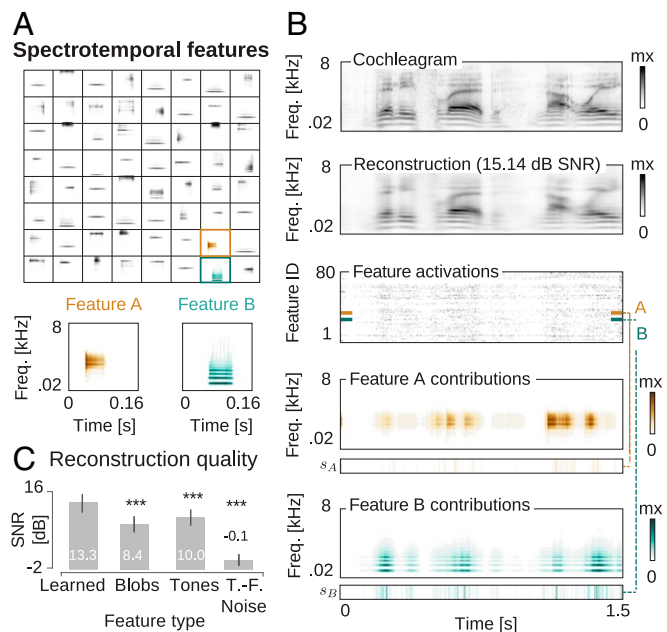 A
Spectrotemporal features
Feature A
Feature B
8
Freq. [kHz]
.02
0
0.16
0
0.16
Time [s]
Time [s]
C
Reconstruction quality
16
SNR
[dB]
-2
13.3
8.4
10.0
-0.1
***
***
***
Learned
Blobs
Tones
T.-F.
Noise
Feature type
B
8
Cochleagram
Freq. [kHz]
.02
mx
0
8
Reconstruction (15.14 dB SNR)
Freq. [kHz]
.02
mx
0
80
Feature activations
Feature ID
1
A
B
8
Feature A contributions
Freq. [kHz]
.02
mx
0
sA
8
Feature B contributions
Freq. [kHz]
.02
mx
0
sB
0
Time [s]
1.5